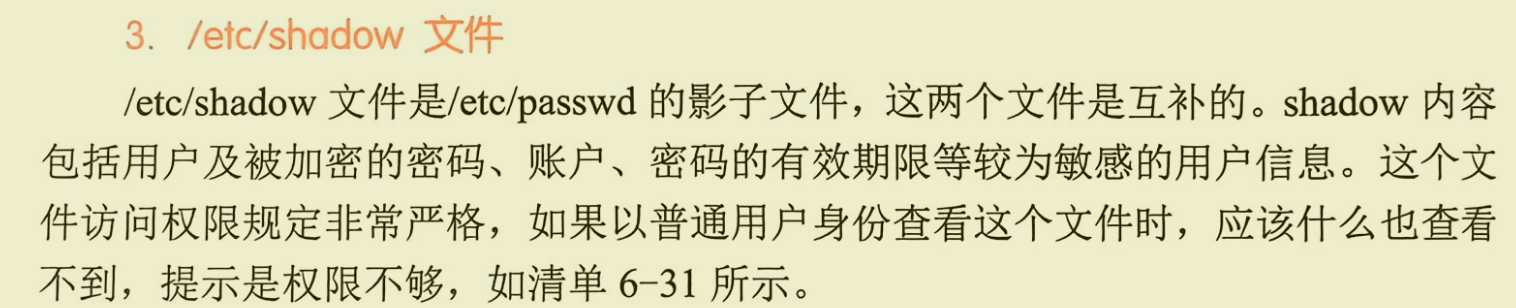 3. /etc/shadow 文件
/etc/shadow 文件是/etc/passwd 的影子文件，这两个文件是互补的。shadow 内容
包括用户及被加密的密码、账户、密码的有效期限等较为敏感的用户信息。这个文
件访问权限规定非常严格，如果以普通用户身份查看这个文件时，应该什么也查看
不到，提示是权限不够，如清单 6-31 所示。